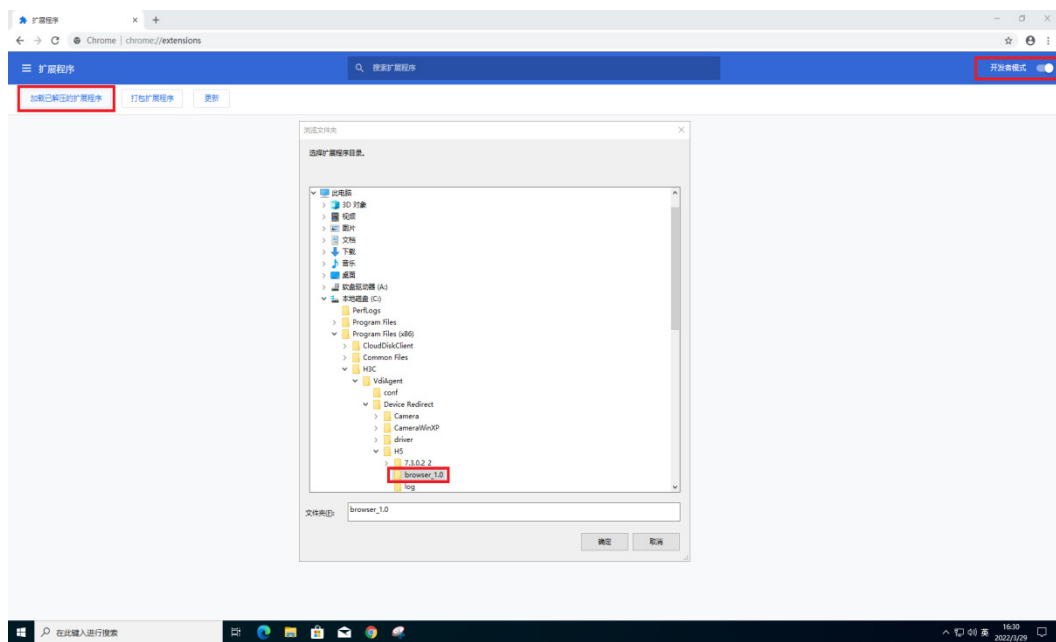 扩展程序
Chrome | chrome://extensions
扩展程序
搜索扩展程序
开发者模式
加载已解压的扩展程序
打包扩展程序
更新
浏览文件夹
选择扩展程序目录。
此电脑
3D 对象
视频
图片
文档
下载
音乐
桌面
软盘驱动器 (A:)
本地磁盘 (C:)
PerfLogs
Program Files
Program Files (x86)
CloudDiskClient
Common Files
H3C
VdiAgent
conf
Device Redirect
Camera
CameraWinXP
driver
H5
7.3.0.2 2
browser_1.0
log
文件夹(F):
browser_1.0
确定
取消
在此键入进行搜索
英
16:30
2022/3/29